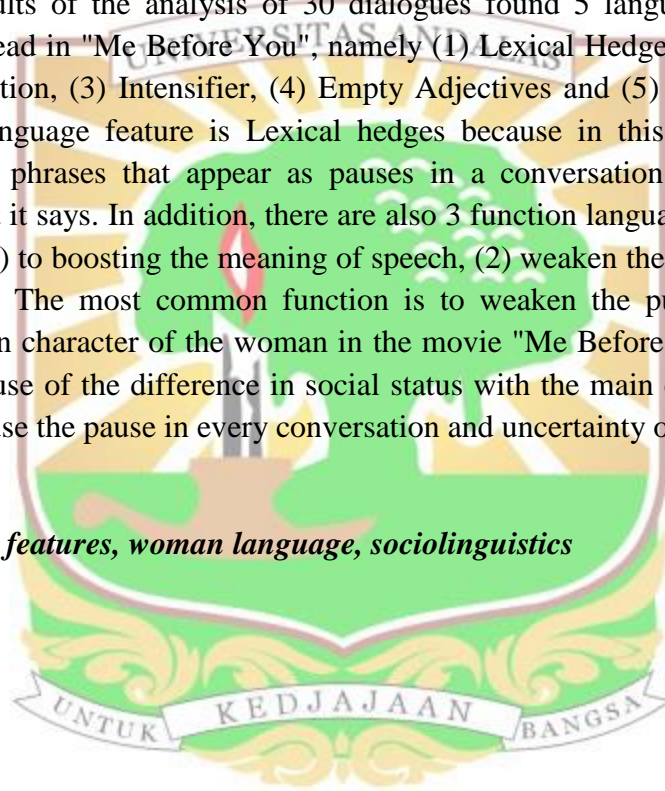 ults of the analysis of 30 dialogues found 5 langu
ead in "Me Before You", namely (1) Lexical Hedge
UNIVERSITAS ANDALAS
tion, (3) Intensifier, (4) Empty Adjectives and (5)
nguage feature is Lexical hedges because in this
phrases that appear as pauses in a conversation
it says. In addition, there are also 3 function langua
) to boosting the meaning of speech, (2) weaken the
The most common function is to weaken the pu
n character of the woman in the movie "Me Before
use of the difference in social status with the main
use the pause in every conversation and uncertainty o
features, woman language, sociolinguistics
UNTUK KEDJAJAAN BANGSA